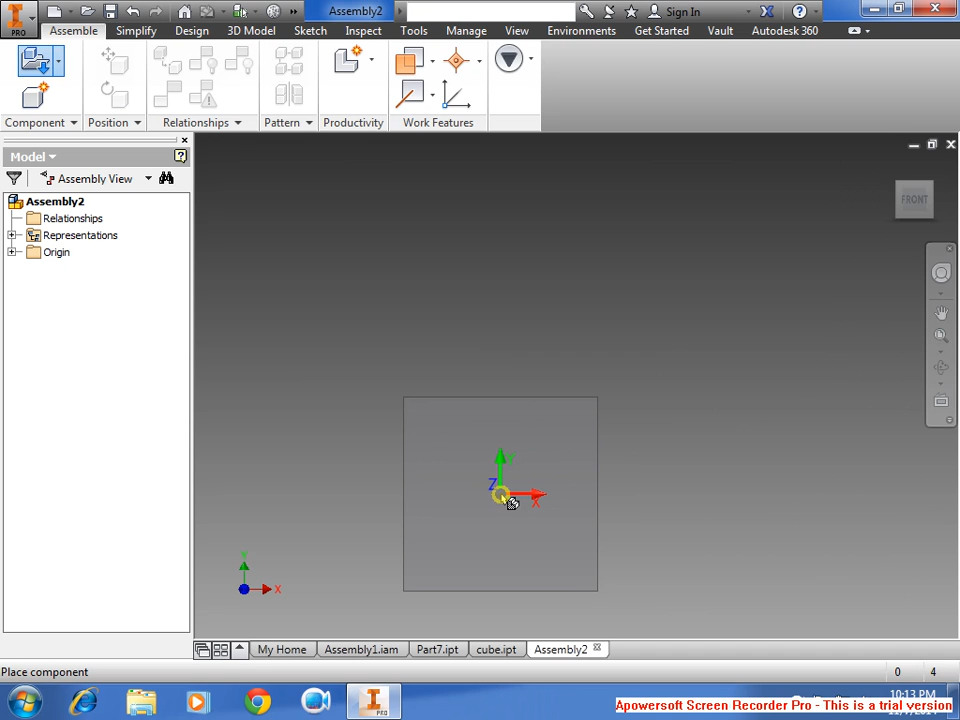 Assembly2
Sign In
PRO
Assemble Simplify Design 3D Model Sketch Inspect Tools Manage View Environments Get Started Vault Autodesk 360
Component Position Relationships Pattern Productivity Work Features
Model
Assembly View
Assembly2
Relationships
Representations
Origin
FRONT
Y
Z
X
Y
X
My Home Assembly1.iam Part7.ipt cube.ipt Assembly2
Place component 0 4
PRO
10:13 PM
Apowersoft Screen Recorder Pro - This is a trial version